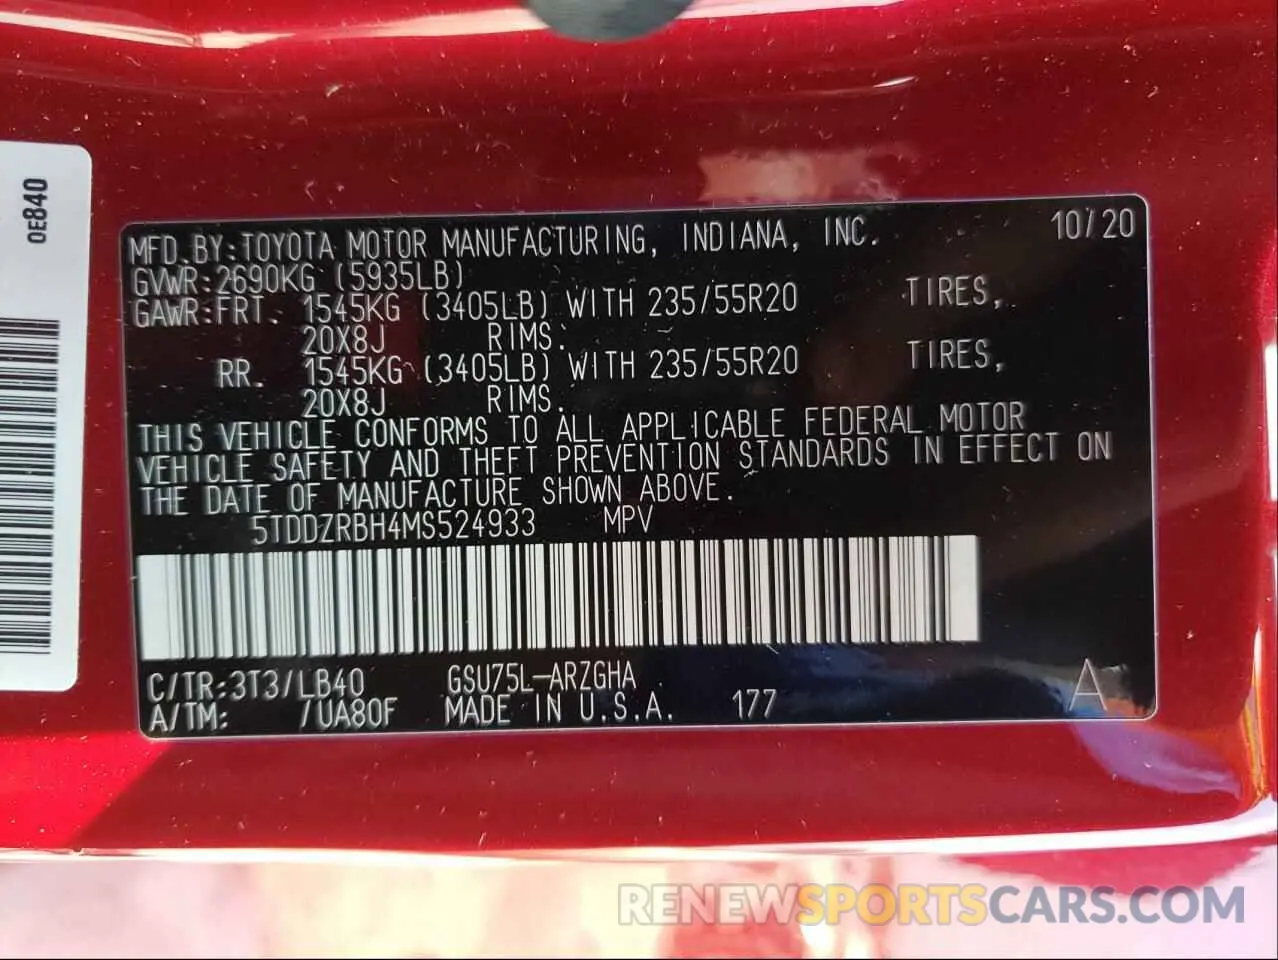 0E840
MFD.BY:TOYOTA MOTOR MANUFACTURING, INDIANA, INC. 10/20
GVWR:2690KG (5935LB)
GAWR:FRT. 1545KG (3405LB) WITH 235/55R20 TIRES,
20X8J RIMS.
RR. 1545KG (3405LB) WITH 235/55R20 TIRES,
20X8J RIMS.
THIS VEHICLE CONFORMS TO ALL APPLICABLE FEDERAL MOTOR
VEHICLE SAFETY AND THEFT PREVENTION STANDARDS IN EFFECT ON
THE DATE OF MANUFACTURE SHOWN ABOVE.
5TDDZRBH4MS524933 MPV
C/TR:3T3/LB40 GSU75L-ARZGHA
A/TM: /UA80F MADE IN U.S.A. 177 A
RENEWSPORTSCARS.COM